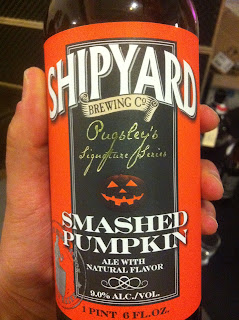 SHIPYARD
BREWING CO
Pugsley's
Signature Series
SMASHED
PUMPKIN
ALE WITH
NATURAL FLAVOR
9.0% ALC./VOL.
1 PINT 6 FL.OZ.